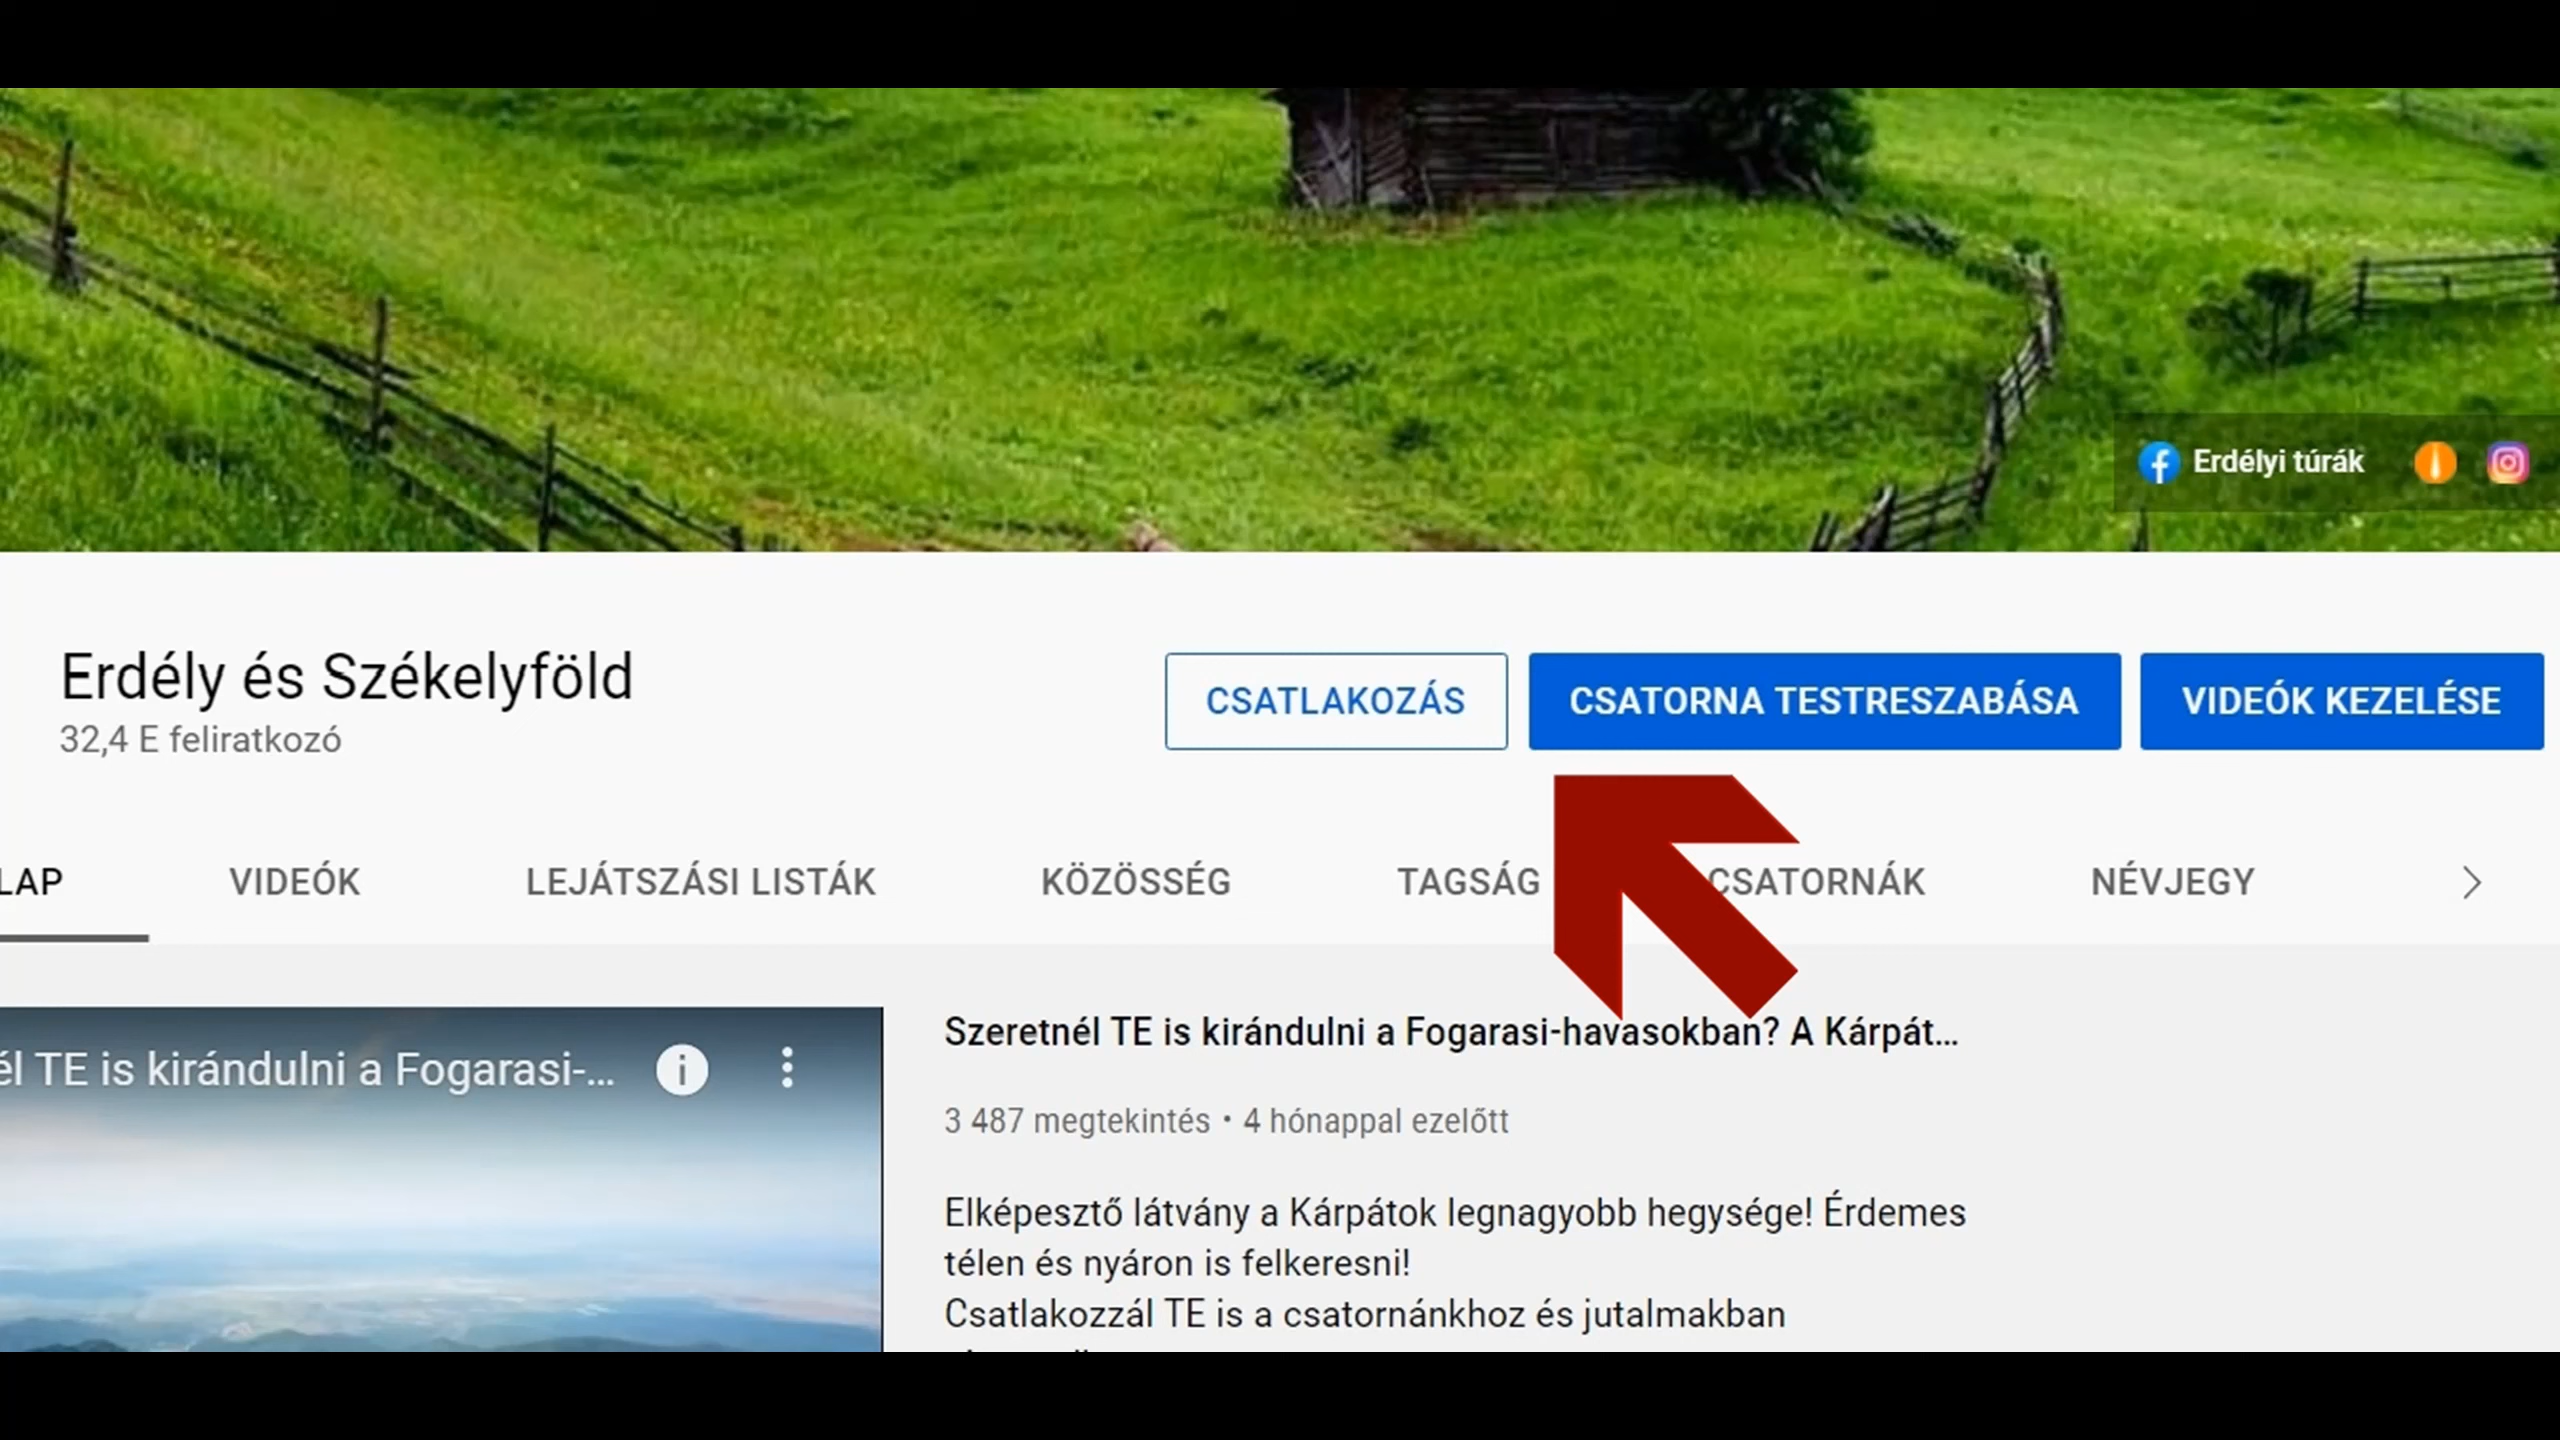 Erdélyi túrák
Erdély és Székelyföld
32,4 E feliratkozó
CSATLAKOZÁS
CSATORNA TESTRESZABÁSA
VIDEÓK KEZELÉSE
LAP
VIDEÓK
LEJÁTSZÁSI LISTÁK
KÖZÖSSÉG
TAGSÁG
CSATORNÁK
NÉVJEGY
él TE is kirándulni a Fogarasi-...
Szeretnél TE is kirándulni a Fogarasi-havasokban? A Kárpát...
3 487 megtekintés • 4 hónappal ezelőtt
Elképesztő látvány a Kárpátok legnagyobb hegysége! Érdemes
télen és nyáron is felkeresni!
Csatlakozzál TE is a csatornánkhoz és jutalmakban